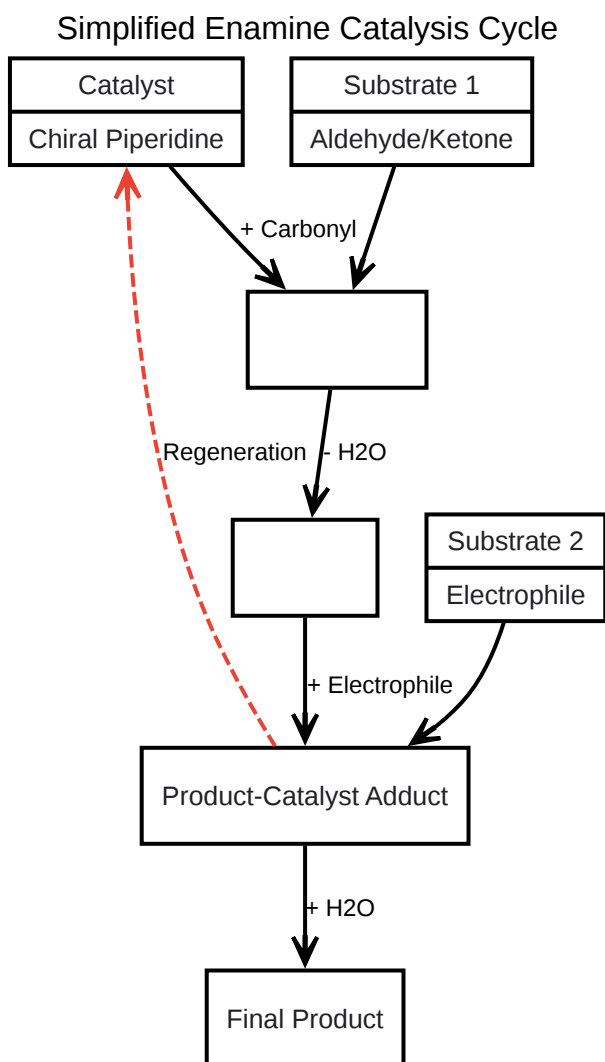 Simplified Enamine Catalysis Cycle
Catalyst
Chiral Piperidine
Substrate 1
Aldehyde/Ketone
+ Carbonyl
Regeneration
- H2O
Substrate 2
Electrophile
+ Electrophile
Product-Catalyst Adduct
+ H2O
Final Product